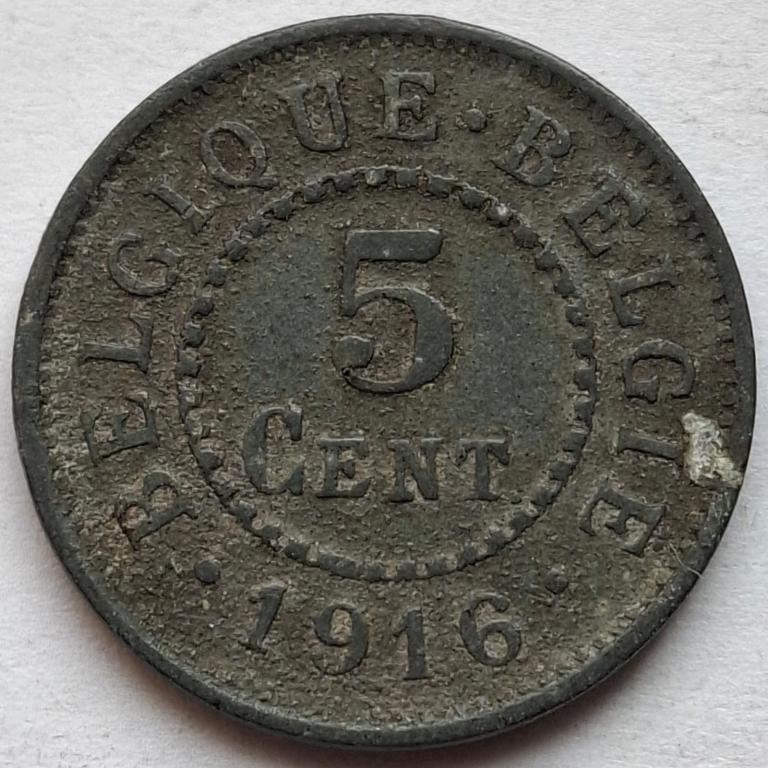 BELGIQUE · BELGIE
5
CENT
· 1916 ·